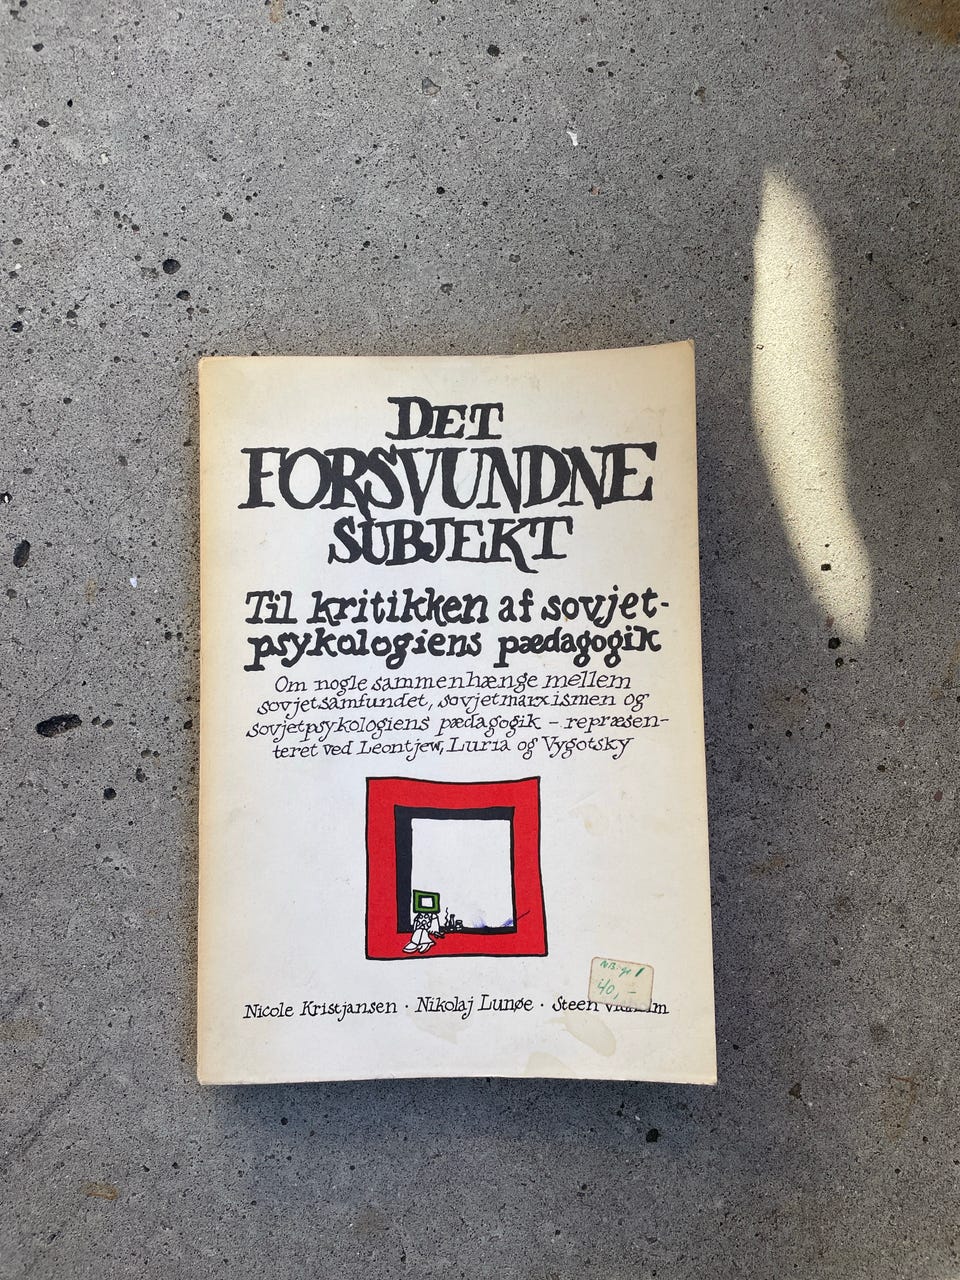 DET
FORSVUNDNE
SUBJEKT
Til kritikken af sovjet-
psykologiens pædagogik
Om nogle sammenhænge mellem
sovjetsamfundet, sovjetmarxismen og
sovjetpsykologiens pædagogik – repræsen-
teret ved Leontjew, Luria og Vygotsky
40,-
Nicole Kristjansen · Nikolaj Lunøe · Steen